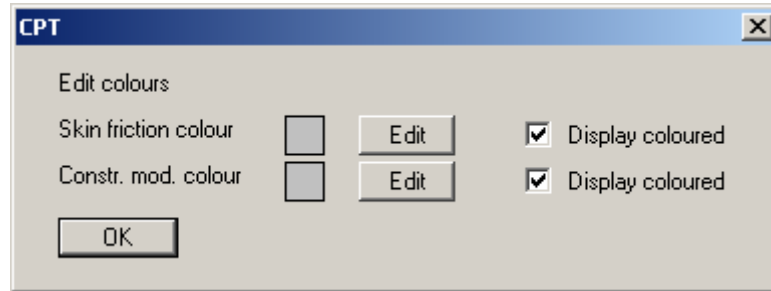 CPT
Edit colours
Skin friction colour Edit Display coloured
Constr. mod. colour Edit Display coloured
OK